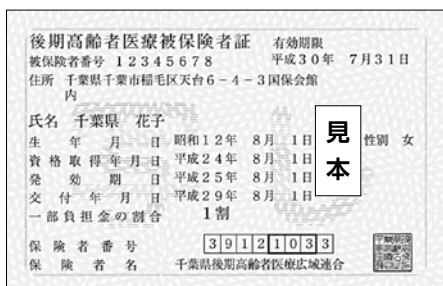 後期高齢者医療被保険者証 有効期限
被保険者番号 12345678 平成30年 7月31日
住所 千葉県千葉市稲毛区天台6-4-3国保会館
内
氏名 千葉県 花子
生年月日 昭和12年 8月 1日 性別 女
資格取得年月日 平成24年 8月 1日
発効期日 平成25年 8月 1日
交付年月日 平成29年 8月 1日
一部負担金の割合 1割
見本
保険者番号 39121033
保険者名 千葉県後期高齢者医療広域連合